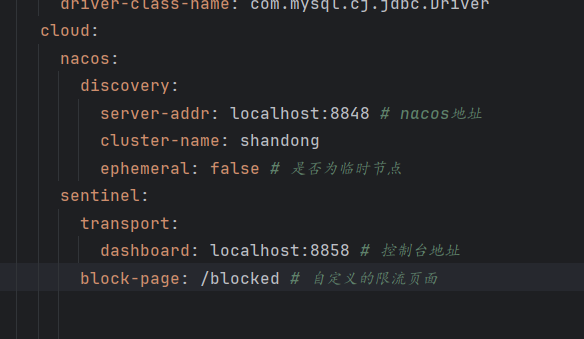 driver-class-name: com.mysql.cj.jdbc.Driver
cloud:
nacos:
discovery:
server-addr: localhost:8848 # nacos地址
cluster-name: shandong
ephemeral: false # 是否为临时节点
sentinel:
transport:
dashboard: localhost:8858 # 控制台地址
block-page: /blocked # 自定义的限流页面